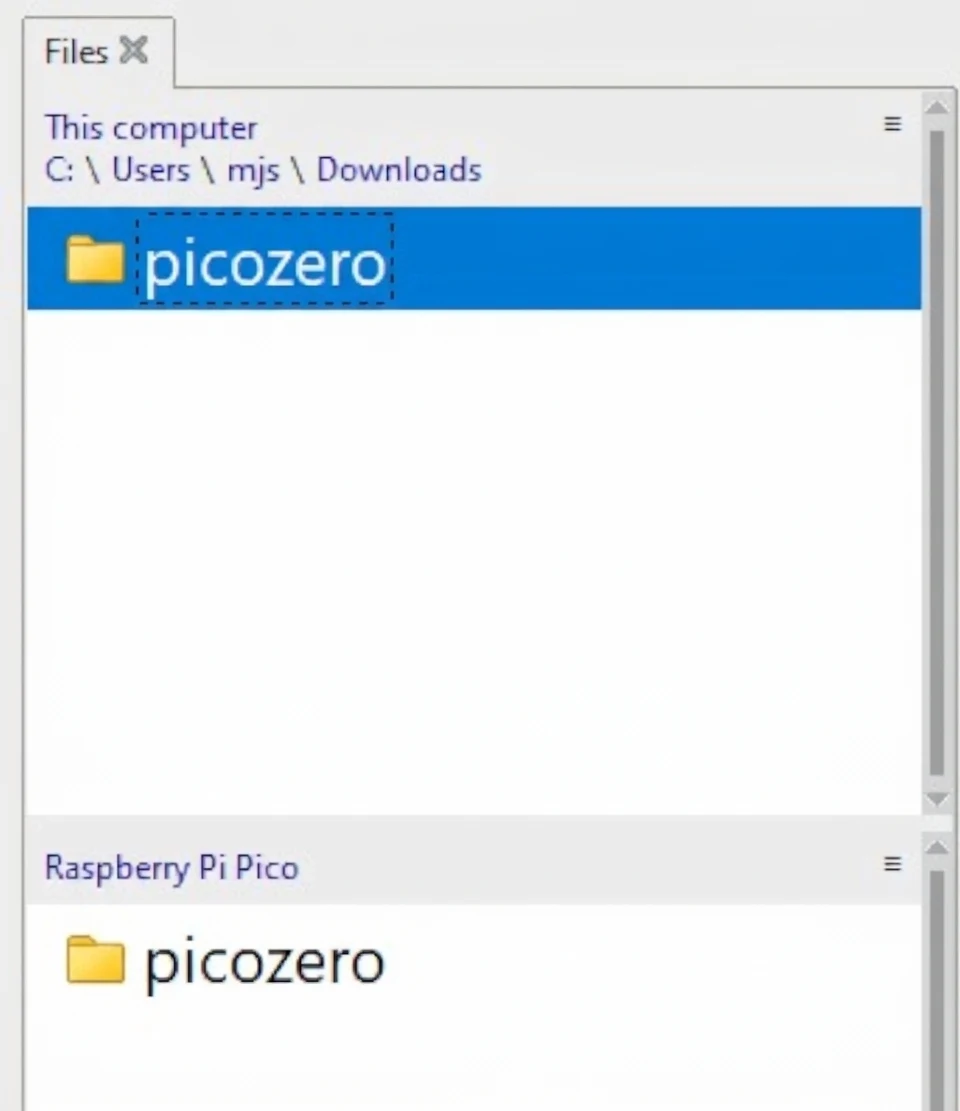 Files
This computer
C: \ Users \ mjs \ Downloads
picozero
Raspberry Pi Pico
picozero